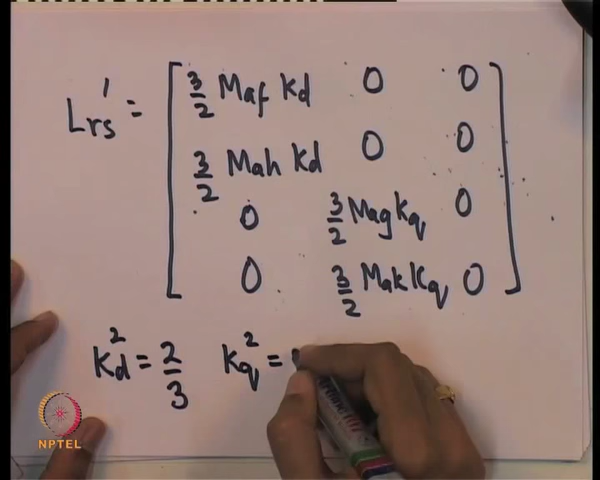 Lrs' = [ 3/2 Maf Kd 0 0
3/2 Mah Kd 0 0
0 3/2 Mag Kq 0
0 3/2 Mak Kq 0 ]
Kd² = 2/3 Kq² =
NPTEL